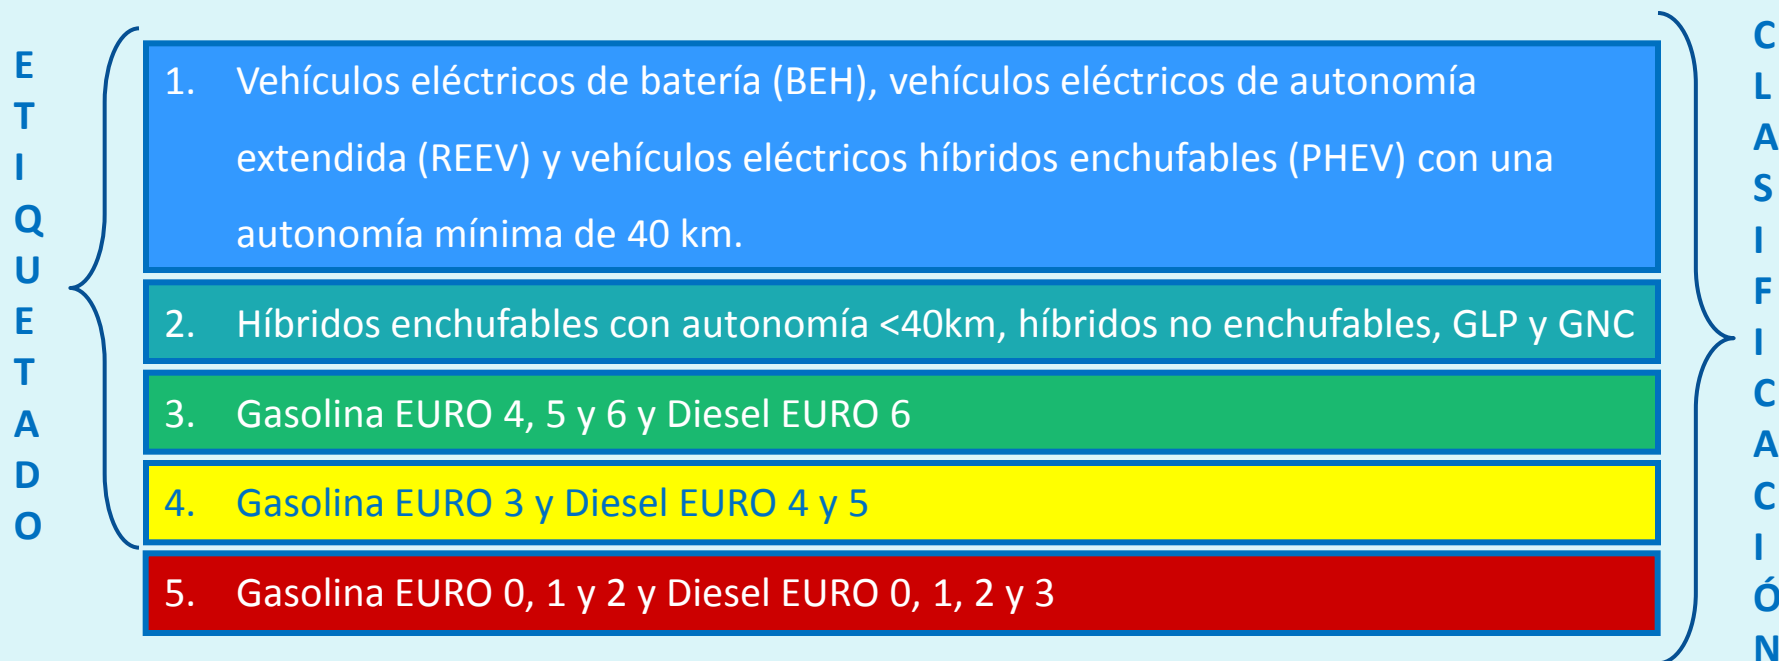 ETIQUETADO
1. Vehículos eléctricos de batería (BEH), vehículos eléctricos de autonomía
extendida (REEV) y vehículos eléctricos híbridos enchufables (PHEV) con una
autonomía mínima de 40 km.
2. Híbridos enchufables con autonomía <40km, híbridos no enchufables, GLP y GNC
3. Gasolina EURO 4, 5 y 6 y Diesel EURO 6
4. Gasolina EURO 3 y Diesel EURO 4 y 5
5. Gasolina EURO 0, 1 y 2 y Diesel EURO 0, 1, 2 y 3
CLASIFICACIÓN